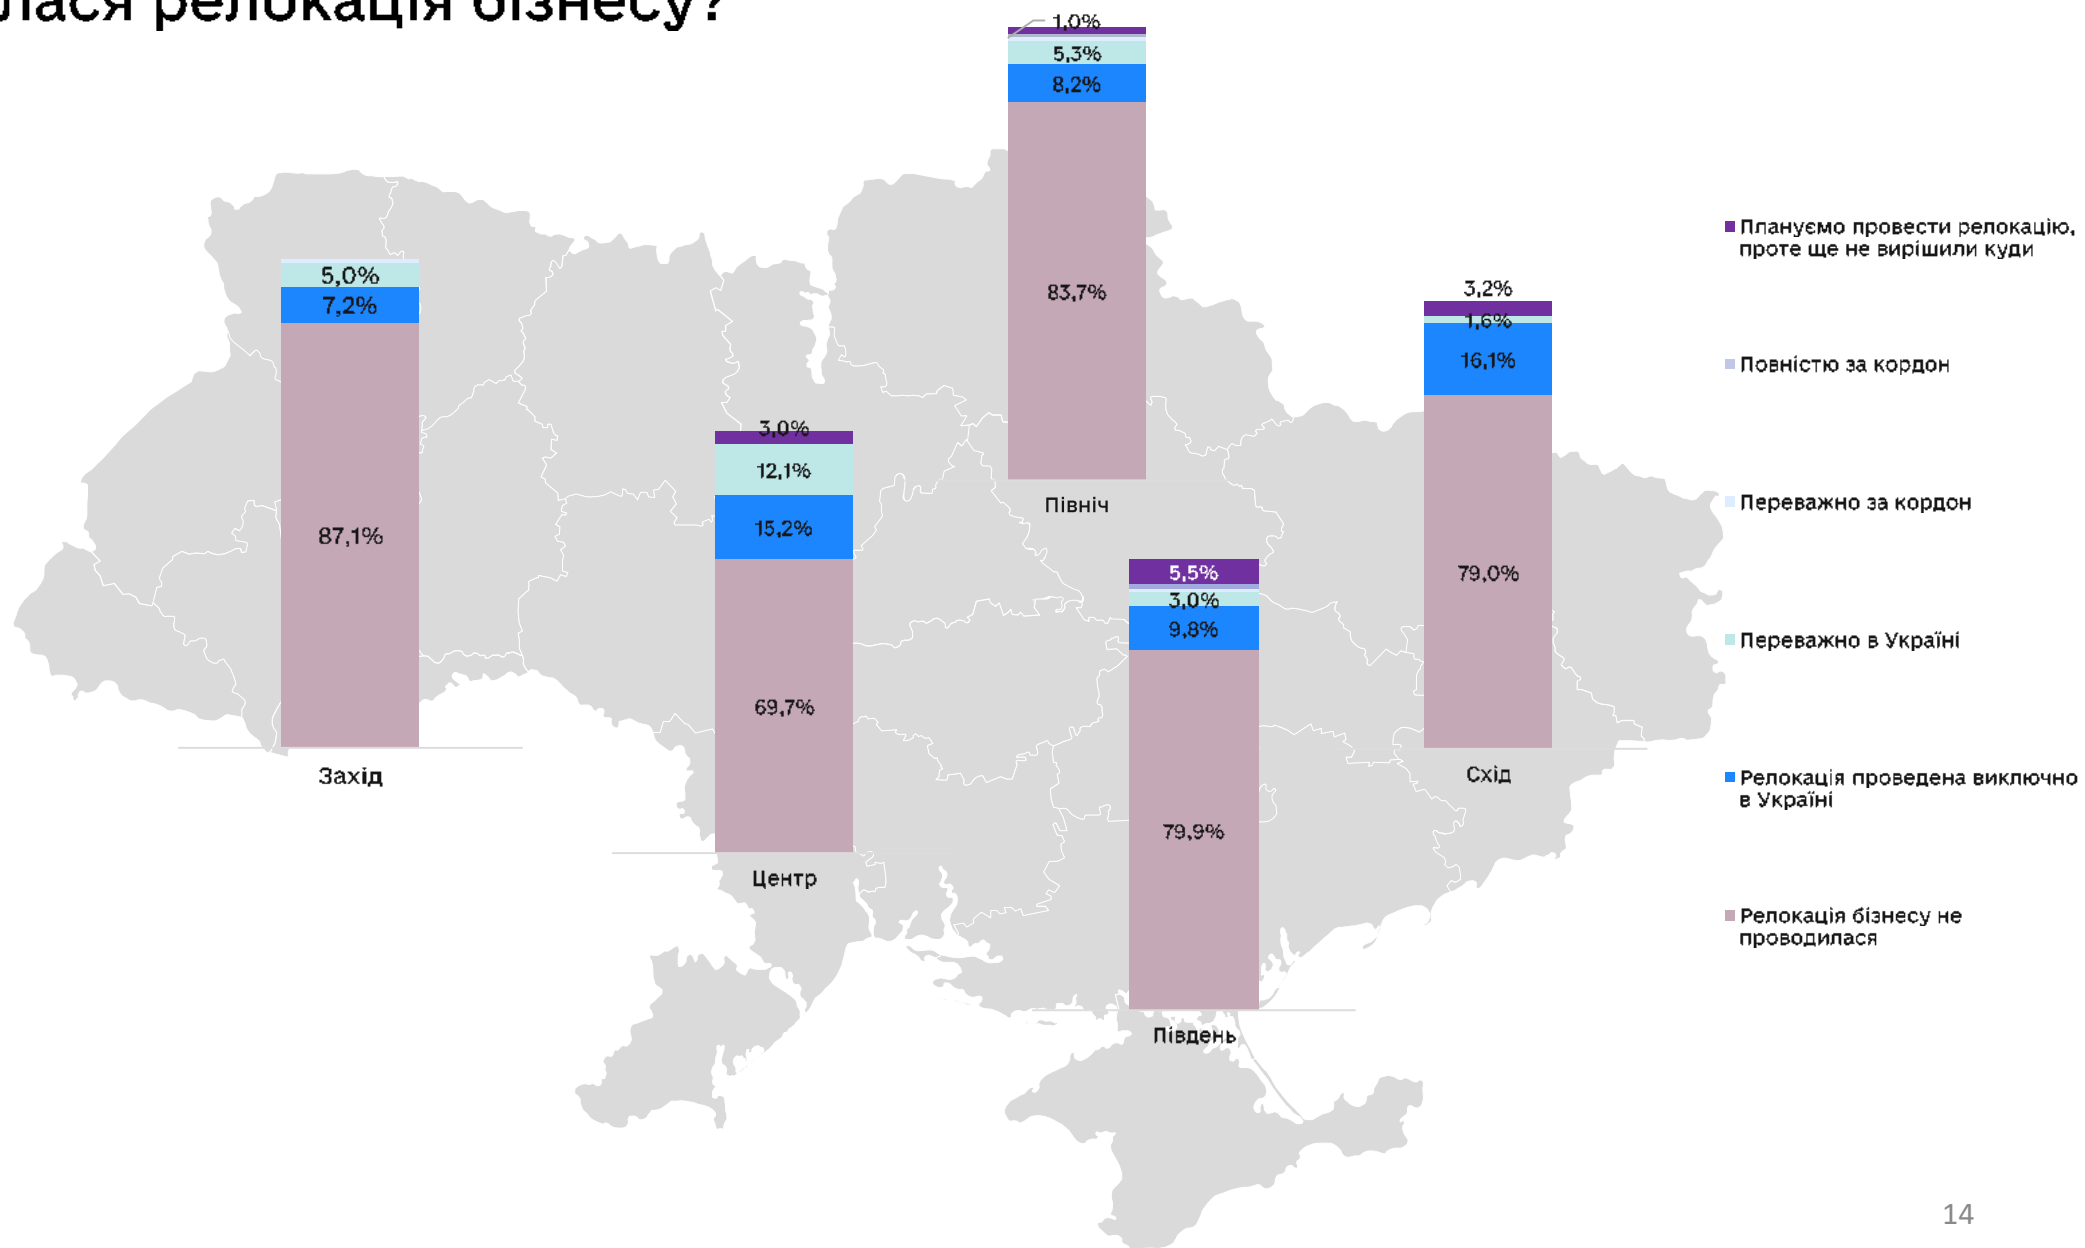 лася релокація бізнесу?
1,0%
5,3%
8,2%
83,7%
Північ
5,0%
7,2%
87,1%
Захід
3,0%
12,1%
15,2%
69,7%
Центр
5,5%
3,0%
9,8%
79,9%
Південь
3,2%
1,6%
16,1%
79,0%
Схід
Плануємо провести релокацію,
проте ще не вирішили куди
Повністю за кордон
Переважно за кордон
Переважно в Україні
Релокація проведена виключно
в Україні
Релокація бізнесу не
проводилася
14